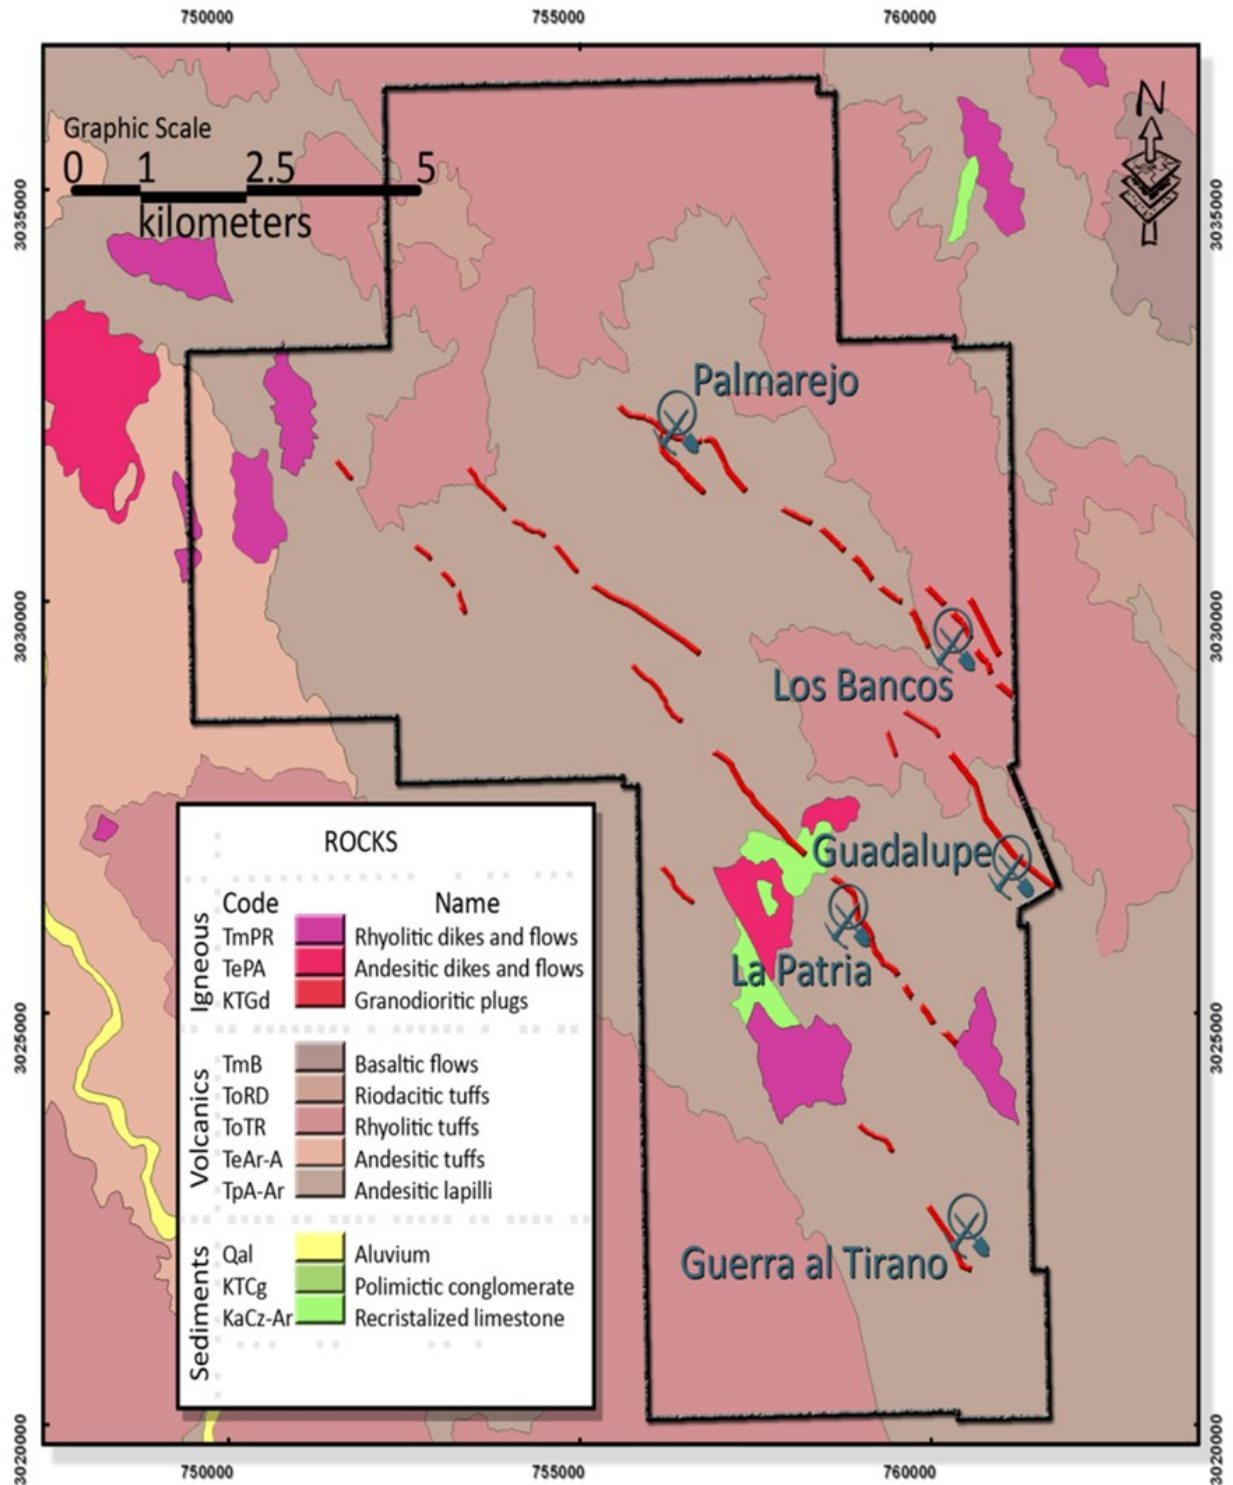 750000 755000 760000
N
Graphic Scale
0 1 2.5 5
kilometers
3035000 3035000
Palmarejo
3030000 3030000
Los Bancos
Guadalupe
La Patria
3025000 3025000
Guerra al Tirano
3020000 3020000
ROCKS
Code Name
Igneous
TmPR Rhyolitic dikes and flows
TePA Andesitic dikes and flows
KTGd Granodioritic plugs
Volcanics
TmB Basaltic flows
ToRD Riodacitic tuffs
ToTR Rhyolitic tuffs
TeAr-A Andesitic tuffs
TpA-Ar Andesitic lapilli
Sediments
Qal Aluvium
KTCg Polimictic conglomerate
KaCz-Ar Recristalized limestone
750000 755000 760000